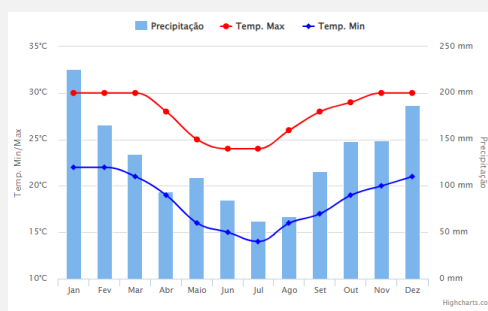 Precipitação Temp. Max Temp. Min
35°C 250 mm
30°C 200 mm
25°C 150 mm
20°C 100 mm
15°C 50 mm
10°C 0 mm
Temp. Min/Max
Precipitação
Jan Fev Mar Abr Maio Jun Jul Ago Set Out Nov Dez
Highcharts.co